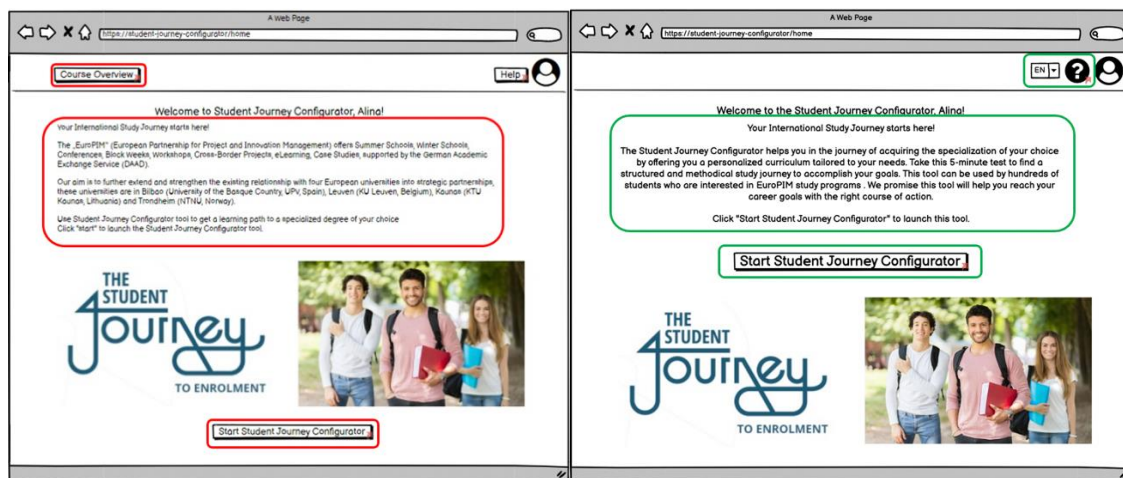 A Web Page
https://student-journey-configurator/home
Course Overview
Help
Welcome to Student Journey Configurator, Alina!
Your International Study Journey starts here!
The „EuroPIM" (European Partnership for Project and Innovation Management) offers Summer Schools, Winter Schools,
Conferences, Block Weeks, Workshops, Cross-Border Projects, eLearning, Case Studies, supported by the German Academic
Exchange Service (DAAD).
Our aim is to further extend and strengthen the existing relationship with four European universities into strategic partnerships,
these universities are in Bilbao (University of the Basque Country, UPV, Spain), Leuven (KU Leuven, Belgium), Kaunas (KTU
Kaunas, Lithuania) and Trondheim (NTNU, Norway).
Use Student Journey Configurator tool to get a learning path to a specialized degree of your choice
Click "start" to launch the Student Journey Configurator tool.
THE
STUDENT
Journey
TO ENROLMENT
Start Student Journey Configurator
A Web Page
https://student-journey-configurator/home
EN
?
Welcome to the Student Journey Configurator, Alina!
Your International Study Journey starts here!
The Student Journey Configurator helps you in the journey of acquiring the specialization of your choice
by offering you a personalized curriculum tailored to your needs. Take this 5-minute test to find a
structured and methodical study journey to accomplish your goals. This tool can be used by hundreds of
students who are interested in EuroPIM study programs . We promise this tool will help you reach your
career goals with the right course of action.
Click "Start Student Journey Configurator" to launch this tool.
Start Student Journey Configurator
THE
STUDENT
Journey
TO ENROLMENT